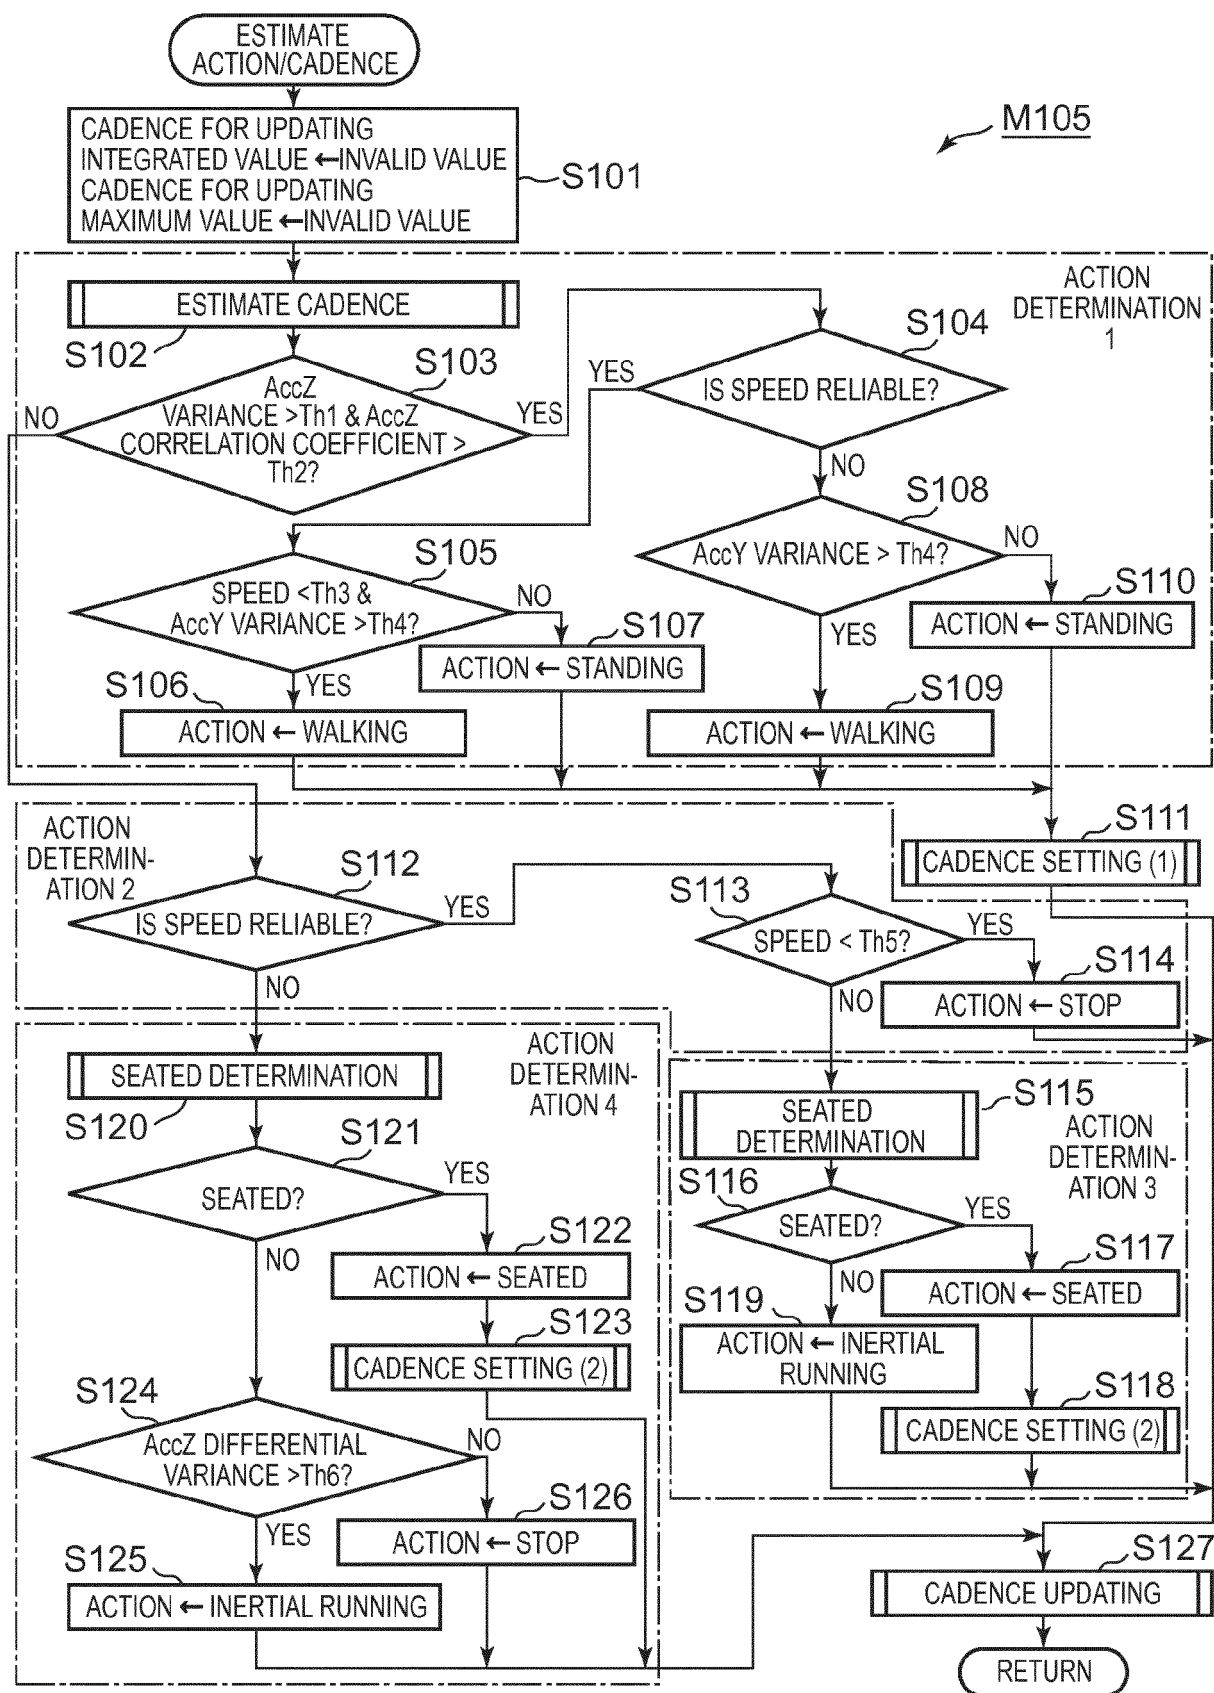 ESTIMATE
ACTION/CADENCE
M105
CADENCE FOR UPDATING
INTEGRATED VALUE ←INVALID VALUE
CADENCE FOR UPDATING
MAXIMUM VALUE ←INVALID VALUE
S101
ACTION
DETERMINATION
1
ESTIMATE CADENCE
S102
S103
AccZ
VARIANCE >Th1 & AccZ
CORRELATION COEFFICIENT >
Th2?
NO
YES
S104
IS SPEED RELIABLE?
YES
NO
S105
SPEED <Th3 &
AccY VARIANCE >Th4?
NO
YES
S108
AccY VARIANCE > Th4?
NO
YES
S110
ACTION ← STANDING
S107
ACTION ← STANDING
S106
ACTION ← WALKING
S109
ACTION ← WALKING
S111
CADENCE SETTING (1)
ACTION
DETERMIN-
ATION 2
S112
IS SPEED RELIABLE?
YES
NO
S113
SPEED < Th5?
YES
NO
S114
ACTION ← STOP
ACTION
DETERMIN-
ATION 4
SEATED DETERMINATION
S120
S121
SEATED?
YES
NO
S122
ACTION ← SEATED
S123
CADENCE SETTING (2)
S124
AccZ DIFFERENTIAL
VARIANCE >Th6?
NO
YES
S126
ACTION ← STOP
S125
ACTION ← INERTIAL RUNNING
SEATED
DETERMINATION
S115
ACTION
DETERMIN-
ATION 3
S116
SEATED?
YES
NO
S117
ACTION ← SEATED
S119
ACTION ← INERTIAL
RUNNING
S118
CADENCE SETTING (2)
S127
CADENCE UPDATING
RETURN